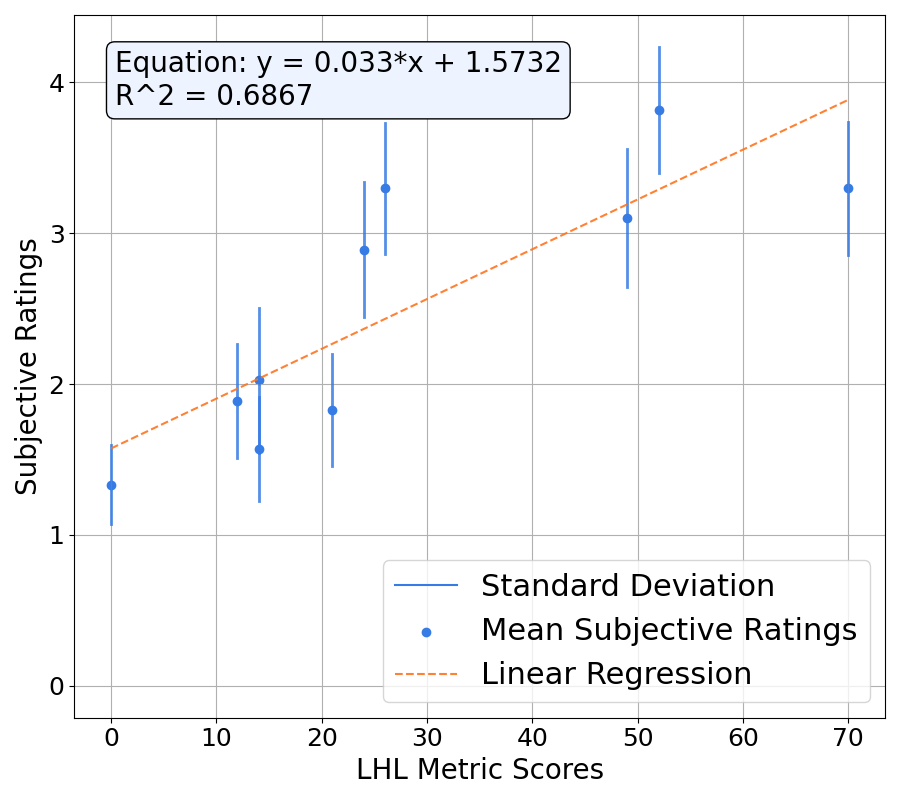 Equation: y = 0.033*x + 1.5732
R^2 = 0.6867
4
3
2
1
0
Subjective Ratings
Standard Deviation
Mean Subjective Ratings
Linear Regression
0 10 20 30 40 50 60 70
LHL Metric Scores